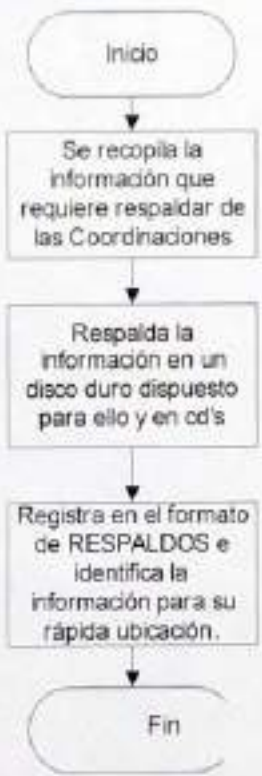 Inicio
Se recopila la
información que
requiere respaldar de
las Coordinaciones
Respalda la
información en un
disco duro dispuesto
para ello y en cd's
Registra en el formato
de RESPALDOS e
identifica la
información para su
rápida ubicación.
Fin